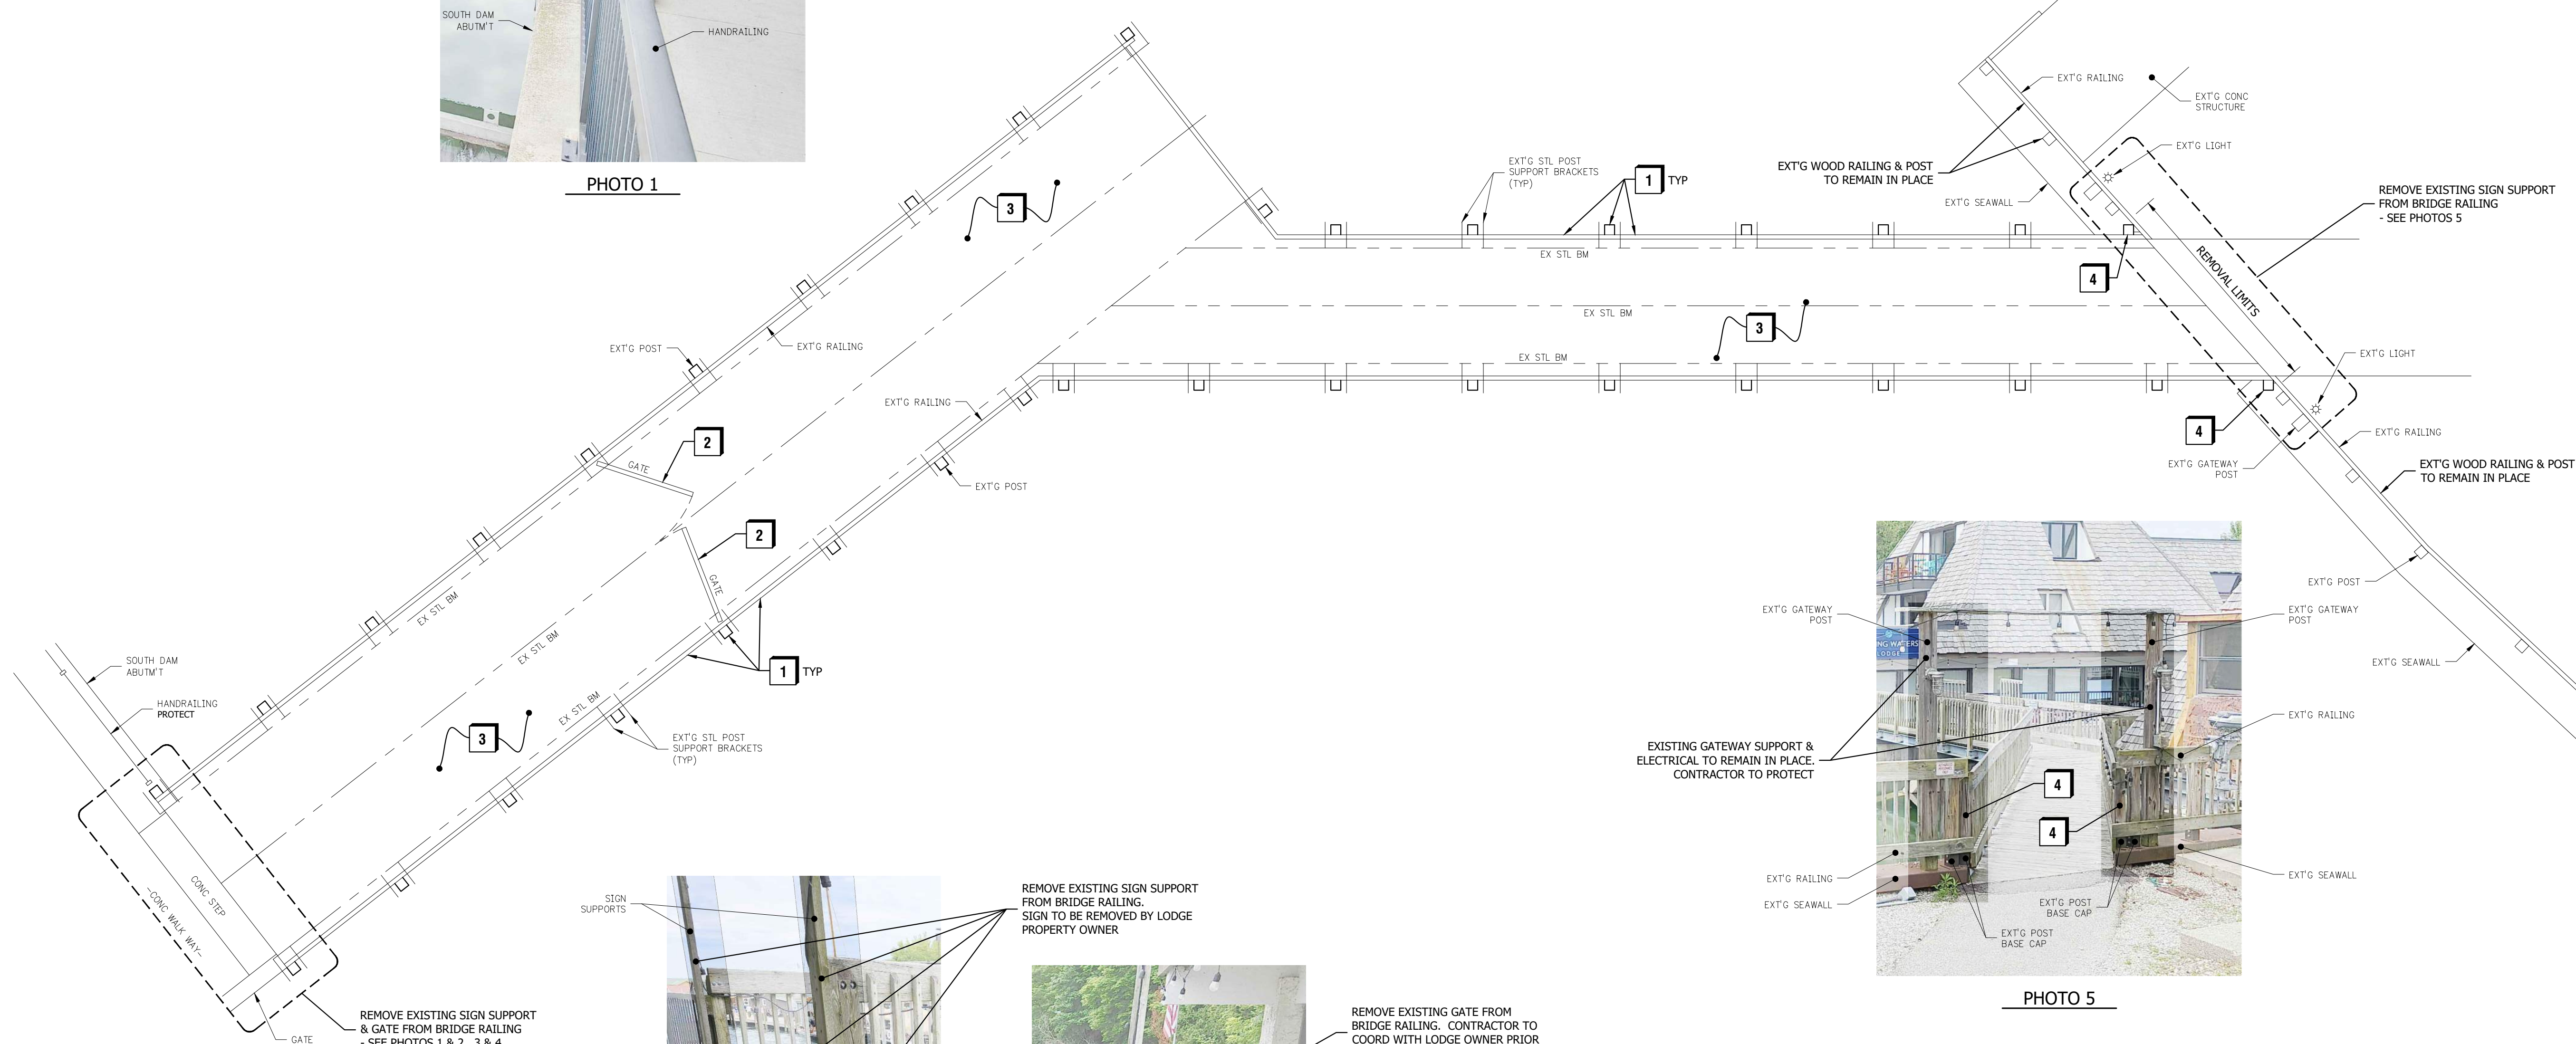 SOUTH DAM
ABUTM'T
HANDRAILING
PHOTO 1
EXT'G STL POST
SUPPORT BRACKETS
(TYP)
1 TYP
EXT'G WOOD RAILING & POST
TO REMAIN IN PLACE
EXT'G SEAWALL
EXT'G RAILING
EXT'G CONC
STRUCTURE
EXT'G LIGHT
REMOVE EXISTING SIGN SUPPORT
FROM BRIDGE RAILING
- SEE PHOTOS 5
REMOVAL LIMITS
3
EX STL BM
4
EX STL BM
3
EX STL BM
EXT'G POST
EXT'G RAILING
EXT'G RAILING
EXT'G LIGHT
4
EXT'G RAILING
EXT'G GATEWAY
POST
EXT'G WOOD RAILING & POST
TO REMAIN IN PLACE
2
GATE
EXT'G POST
2
GATE
EX STL BM
EX STL BM
EX STL BM
1 TYP
SOUTH DAM
ABUTM'T
HANDRAILING
PROTECT
3
EXT'G STL POST
SUPPORT BRACKETS
(TYP)
CONC STEP
-CONC WALK WAY-
GATE
REMOVE EXISTING SIGN SUPPORT
& GATE FROM BRIDGE RAILING
- SEE PHOTOS 1 & 2, 3 & 4
SIGN
SUPPORTS
REMOVE EXISTING SIGN SUPPORT
FROM BRIDGE RAILING.
SIGN TO BE REMOVED BY LODGE
PROPERTY OWNER
REMOVE EXISTING GATE FROM
BRIDGE RAILING. CONTRACTOR TO
COORD WITH LODGE OWNER PRIOR
EXT'G POST
EXT'G SEAWALL
EXT'G GATEWAY
POST
EXT'G GATEWAY
POST
NG WATERS
LODGE
EXT'G RAILING
EXISTING GATEWAY SUPPORT &
ELECTRICAL TO REMAIN IN PLACE.
CONTRACTOR TO PROTECT
4
4
EXT'G RAILING
EXT'G SEAWALL
EXT'G SEAWALL
EXT'G POST
BASE CAP
EXT'G POST
BASE CAP
PHOTO 5